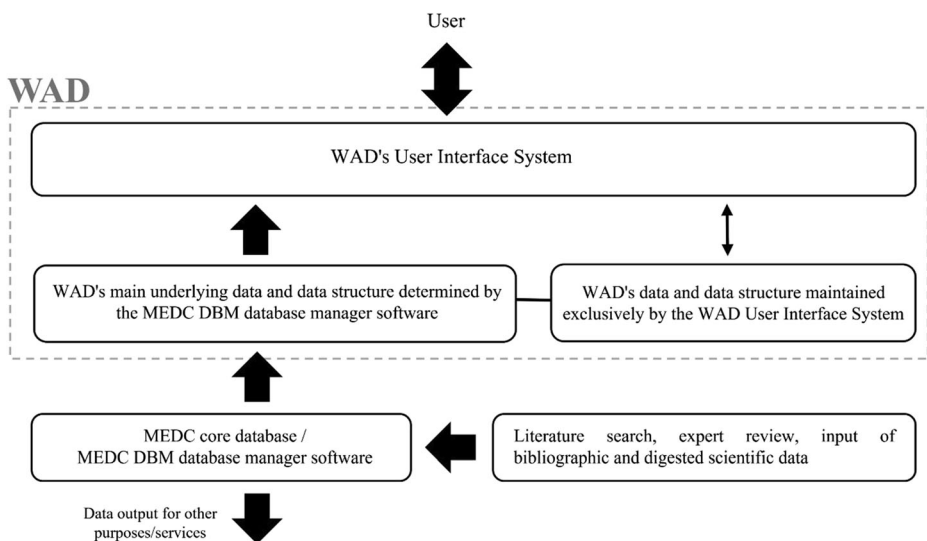 User
WAD
WAD's User Interface System
WAD's main underlying data and data structure determined by
the MEDC DBM database manager software
WAD's data and data structure maintained
exclusively by the WAD User Interface System
MEDC core database /
MEDC DBM database manager software
Literature search, expert review, input of
bibliographic and digested scientific data
Data output for other
purposes/services